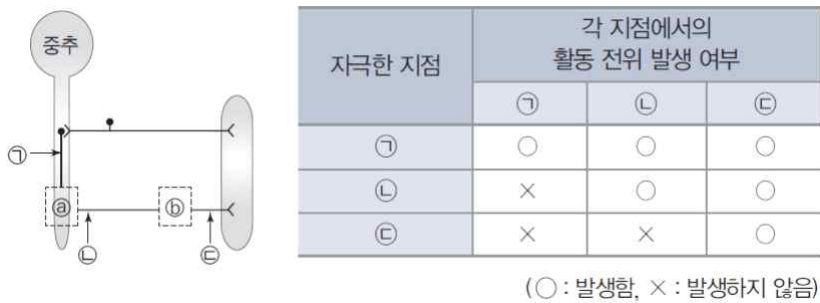 중추
㉠
ⓐ
ⓑ
㉡
㉢
자극한 지점
각 지점에서의
활동 전위 발생 여부
㉠ ㉡ ㉢
㉠ ○ ○ ○
㉡ × ○ ○
㉢ × × ○
(○ : 발생함, × : 발생하지 않음)